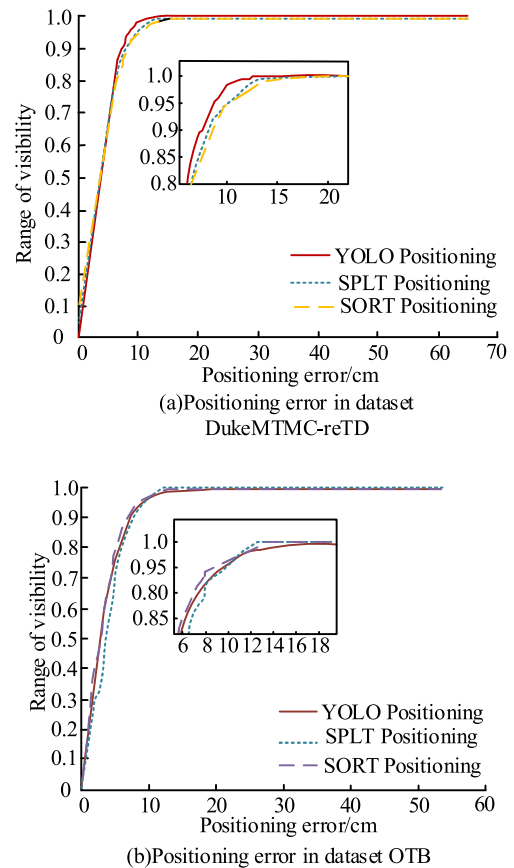 1.0
0.9
0.8
0.7
0.6
0.5
0.4
0.3
0.2
0.1
0
Range of visibility
1.0
0.95
0.90
0.85
0.8
10 15 20
YOLO Positioning
SPLT Positioning
SORT Positioning
0 10 20 30 40 50 60 70
Positioning error/cm
(a)Positioning error in dataset
DukeMTMC-reTD
1.0
0.9
0.8
0.7
0.6
0.5
0.4
0.3
0.2
0.1
0
Range of visibility
1.0
0.95
0.80
0.85
6 8 10 12 14 16 18
YOLO Positioning
SPLT Positioning
SORT Positioning
0 10 20 30 40 50 60
Positioning error/cm
(b)Positioning error in dataset OTB